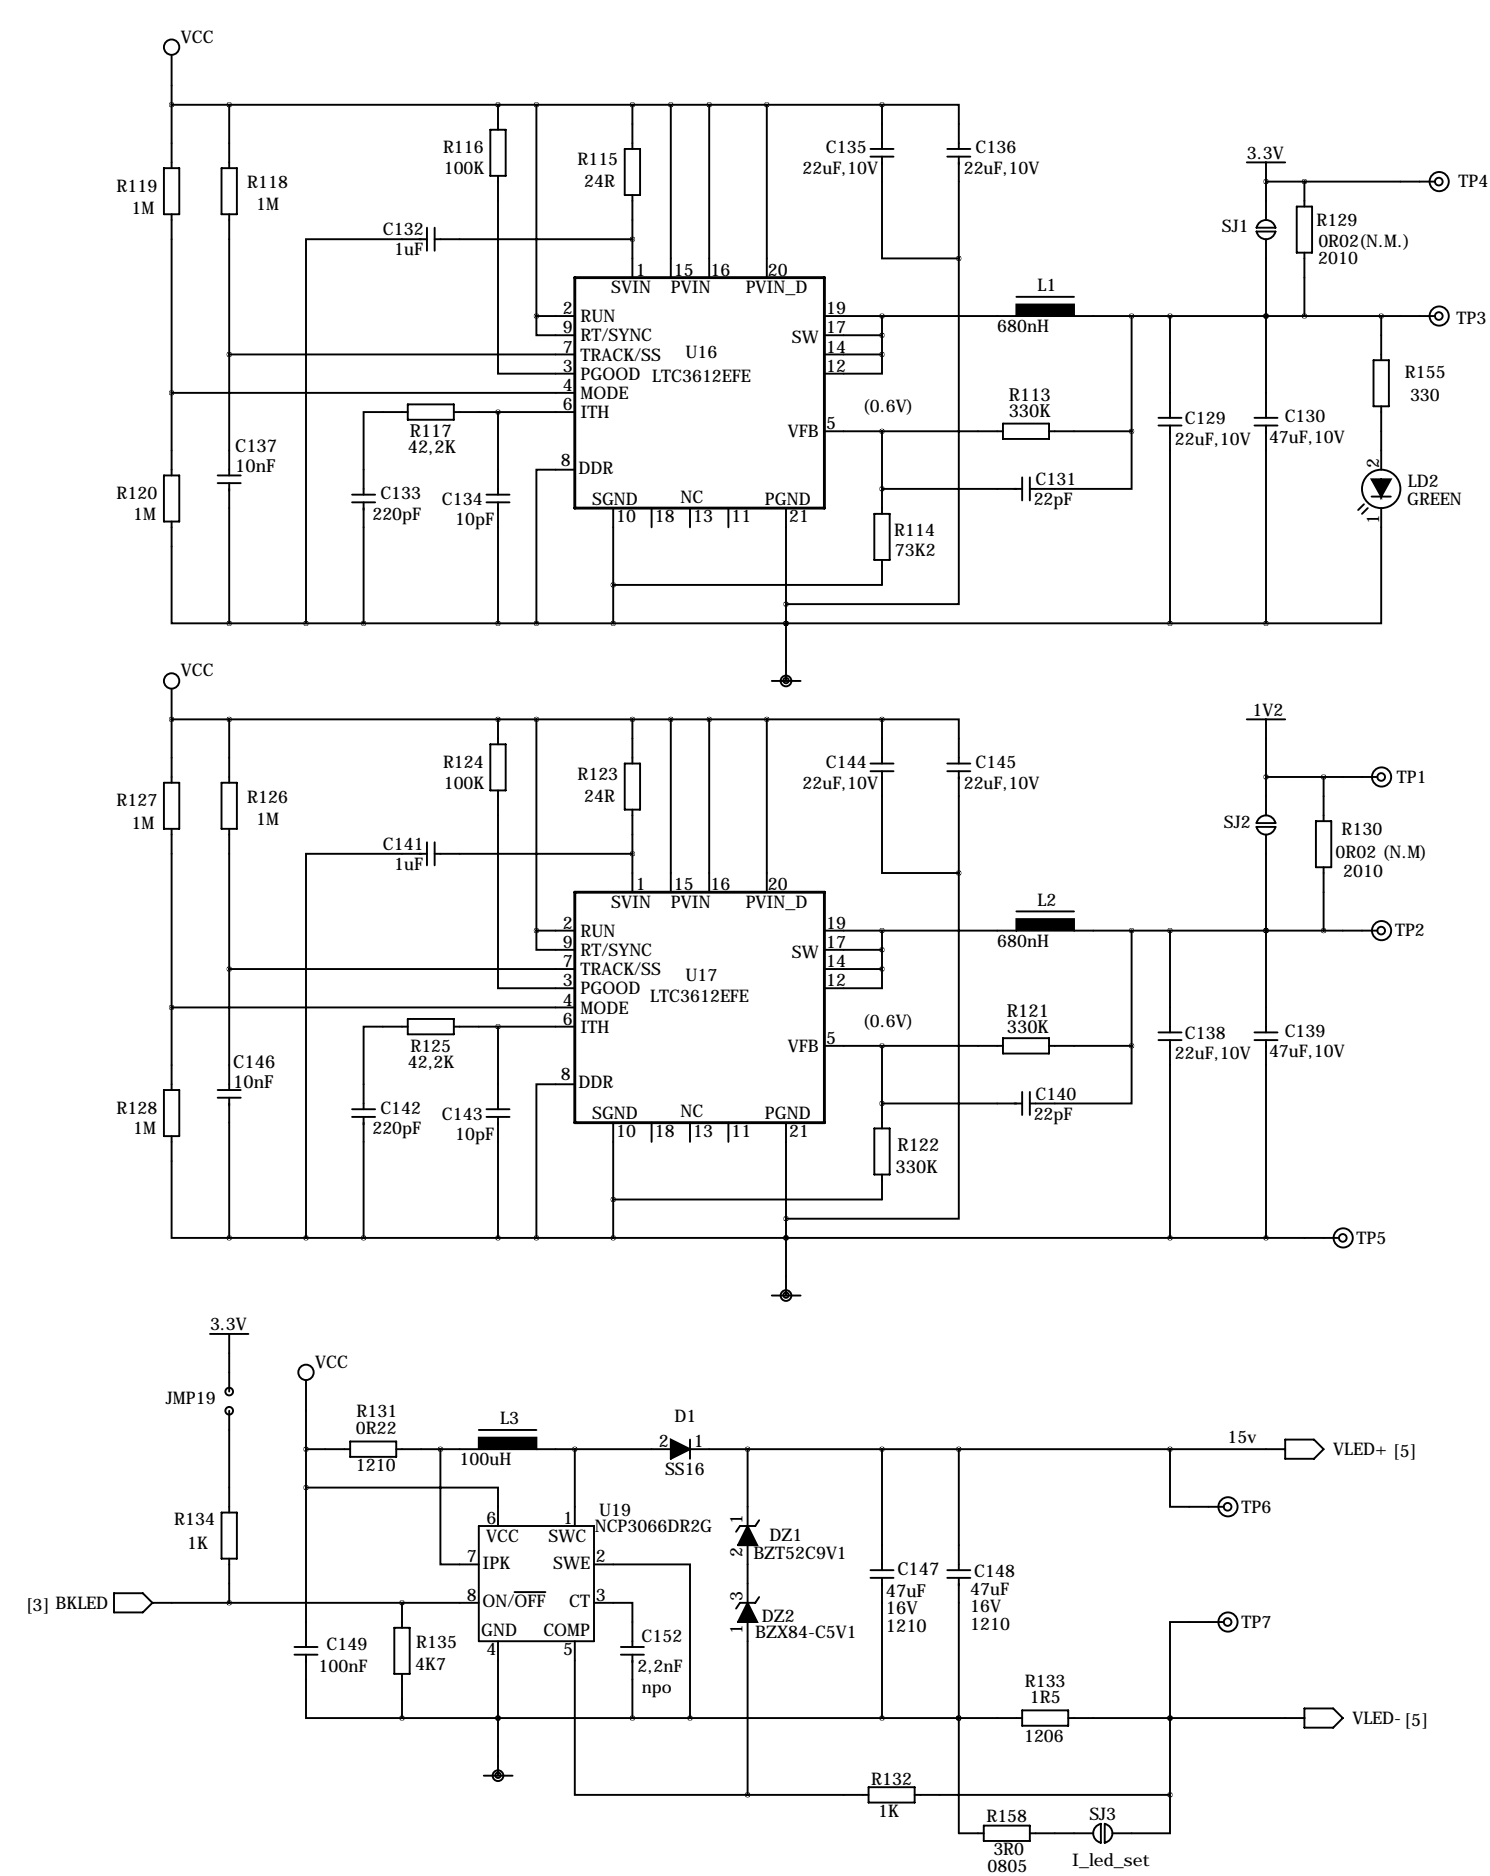 VCC
R119
1M
R118
1M
R116
100K
R115
24R
C135
22uF,10V
C136
22uF,10V
3.3V
TP4
SJ1
R129
0R02(N.M.)
2010
C132
1uF
1
15
16
20
SVIN
PVIN
PVIN_D
2
RUN
9
RT/SYNC
7
TRACK/SS
3
PGOOD
4
MODE
6
ITH
8
DDR
U16
LTC3612EFE
19
SW
17
14
12
5
VFB
(0.6V)
L1
680nH
TP3
R155
330
R113
330K
C129
22uF,10V
C130
47uF,10V
R117
42,2K
C137
10nF
R120
1M
C133
220pF
C134
10pF
SGND
NC
PGND
10
18
13
11
21
C131
22pF
R114
73K2
2
LD2
GREEN
1
VCC
R127
1M
R126
1M
R124
100K
R123
24R
C144
22uF,10V
C145
22uF,10V
1V2
TP1
SJ2
R130
0R02 (N.M)
2010
C141
1uF
1
15
16
20
SVIN
PVIN
PVIN_D
2
RUN
9
RT/SYNC
7
TRACK/SS
3
PGOOD
4
MODE
6
ITH
8
DDR
U17
LTC3612EFE
19
SW
17
14
12
5
VFB
(0.6V)
L2
680nH
TP2
R121
330K
C138
22uF,10V
C139
47uF,10V
R125
42,2K
C146
10nF
R128
1M
C142
220pF
C143
10pF
SGND
NC
PGND
10
18
13
11
21
C140
22pF
R122
330K
TP5
3.3V
JMP19
VCC
R131
0R22
1210
L3
100uH
D1
2
1
SS16
15v
VLED+ [5]
TP6
R134
1K
U19
NCP3066DR2G
6
1
VCC
SWC
7
IPK
SWE
2
8
ON/OFF
CT
3
GND
COMP
4
5
1
DZ1
2
BZT52C9V1
3
DZ2
1
BZX84-C5V1
C147
47uF
16V
1210
C148
47uF
16V
1210
[3] BKLED
TP7
C149
100nF
R135
4K7
C152
2,2nF
npo
R133
1R5
1206
VLED- [5]
R132
1K
R158
3R0
0805
SJ3
I_led_set